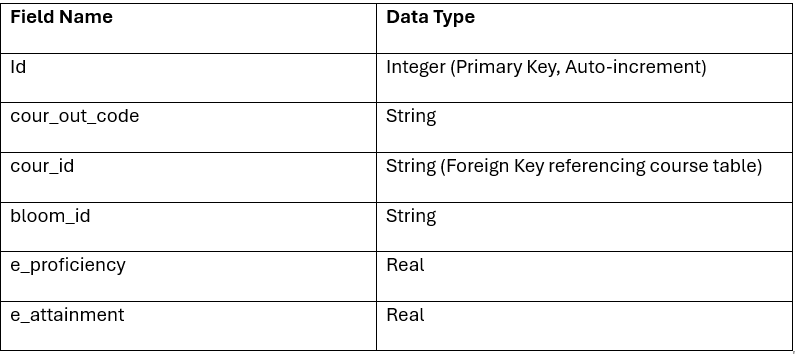 Field Name Data Type
Id Integer (Primary Key, Auto-increment)
cour_out_code String
cour_id String (Foreign Key referencing course table)
bloom_id String
e_proficiency Real
e_attainment Real